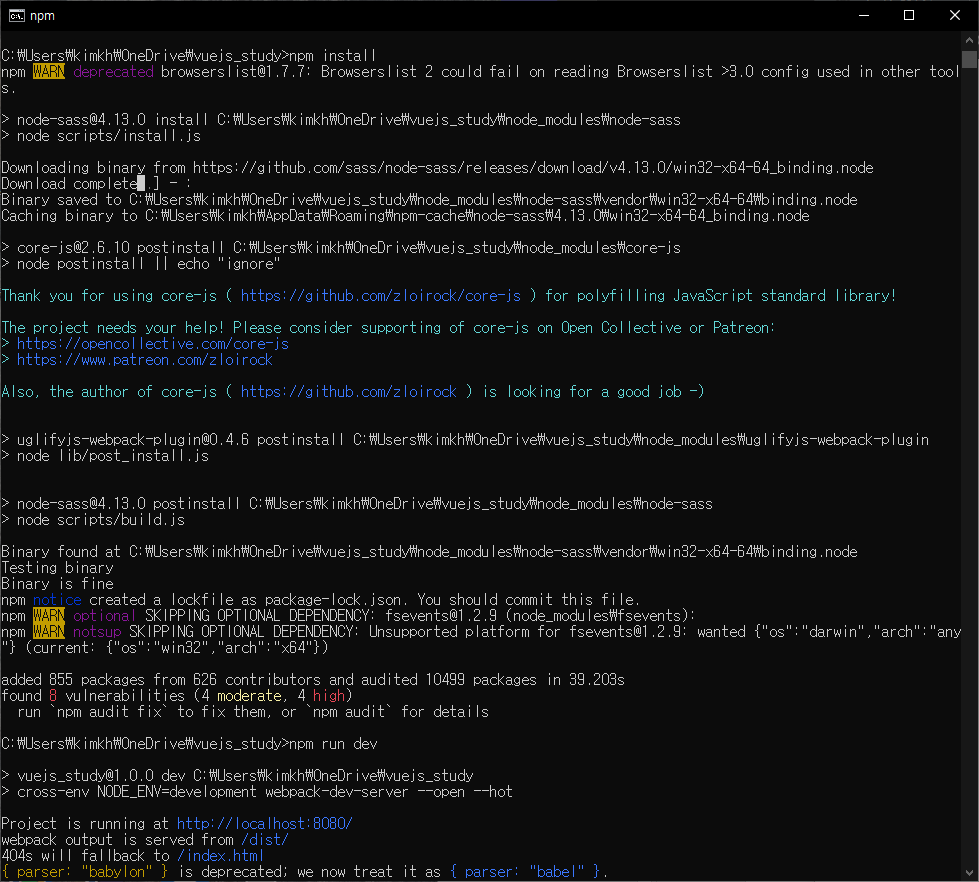 npm
C:₩Users₩kimkh₩OneDrive₩vuejs_study>npm install
npm WARN deprecated browserslist@1.7.7: Browserslist 2 could fail on reading Browserslist >3.0 config used in other tool
s.
> node-sass@4.13.0 install C:₩Users₩kimkh₩OneDrive₩vuejs_study₩node_modules₩node-sass
> node scripts/install.js
Downloading binary from https://github.com/sass/node-sass/releases/download/v4.13.0/win32-x64-64_binding.node
Download complete .] - :
Binary saved to C:₩Users₩kimkh₩OneDrive₩vuejs_study₩node_modules₩node-sass₩vendor₩win32-x64-64₩binding.node
Caching binary to C:₩Users₩kimkh₩AppData₩Roaming₩npm-cache₩node-sass₩4.13.0₩win32-x64-64_binding.node
> core-js@2.6.10 postinstall C:₩Users₩kimkh₩OneDrive₩vuejs_study₩node_modules₩core-js
> node postinstall || echo "ignore"
Thank you for using core-js ( https://github.com/zloirock/core-js ) for polyfilling JavaScript standard library!
The project needs your help! Please consider supporting of core-js on Open Collective or Patreon:
> https://opencollective.com/core-js
> https://www.patreon.com/zloirock
Also, the author of core-js ( https://github.com/zloirock ) is looking for a good job -)
> uglifyjs-webpack-plugin@0.4.6 postinstall C:₩Users₩kimkh₩OneDrive₩vuejs_study₩node_modules₩uglifyjs-webpack-plugin
> node lib/post_install.js
> node-sass@4.13.0 postinstall C:₩Users₩kimkh₩OneDrive₩vuejs_study₩node_modules₩node-sass
> node scripts/build.js
Binary found at C:₩Users₩kimkh₩OneDrive₩vuejs_study₩node_modules₩node-sass₩vendor₩win32-x64-64₩binding.node
Testing binary
Binary is fine
npm notice created a lockfile as package-lock.json. You should commit this file.
npm WARN optional SKIPPING OPTIONAL DEPENDENCY: fsevents@1.2.9 (node_modules₩fsevents):
npm WARN notsup SKIPPING OPTIONAL DEPENDENCY: Unsupported platform for fsevents@1.2.9: wanted {"os":"darwin","arch":"any
"} (current: {"os":"win32","arch":"x64"})
added 855 packages from 626 contributors and audited 10499 packages in 39.203s
found 8 vulnerabilities (4 moderate, 4 high)
run `npm audit fix` to fix them, or `npm audit` for details
C:₩Users₩kimkh₩OneDrive₩vuejs_study>npm run dev
> vuejs_study@1.0.0 dev C:₩Users₩kimkh₩OneDrive₩vuejs_study
> cross-env NODE_ENV=development webpack-dev-server --open --hot
Project is running at http://localhost:8080/
webpack output is served from /dist/
404s will fallback to /index.html
{ parser: "babylon" } is deprecated; we now treat it as { parser: "babel" }.